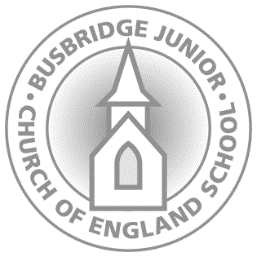 • BUSBRIDGE JUNIOR •
CHURCH OF ENGLAND SCHOOL